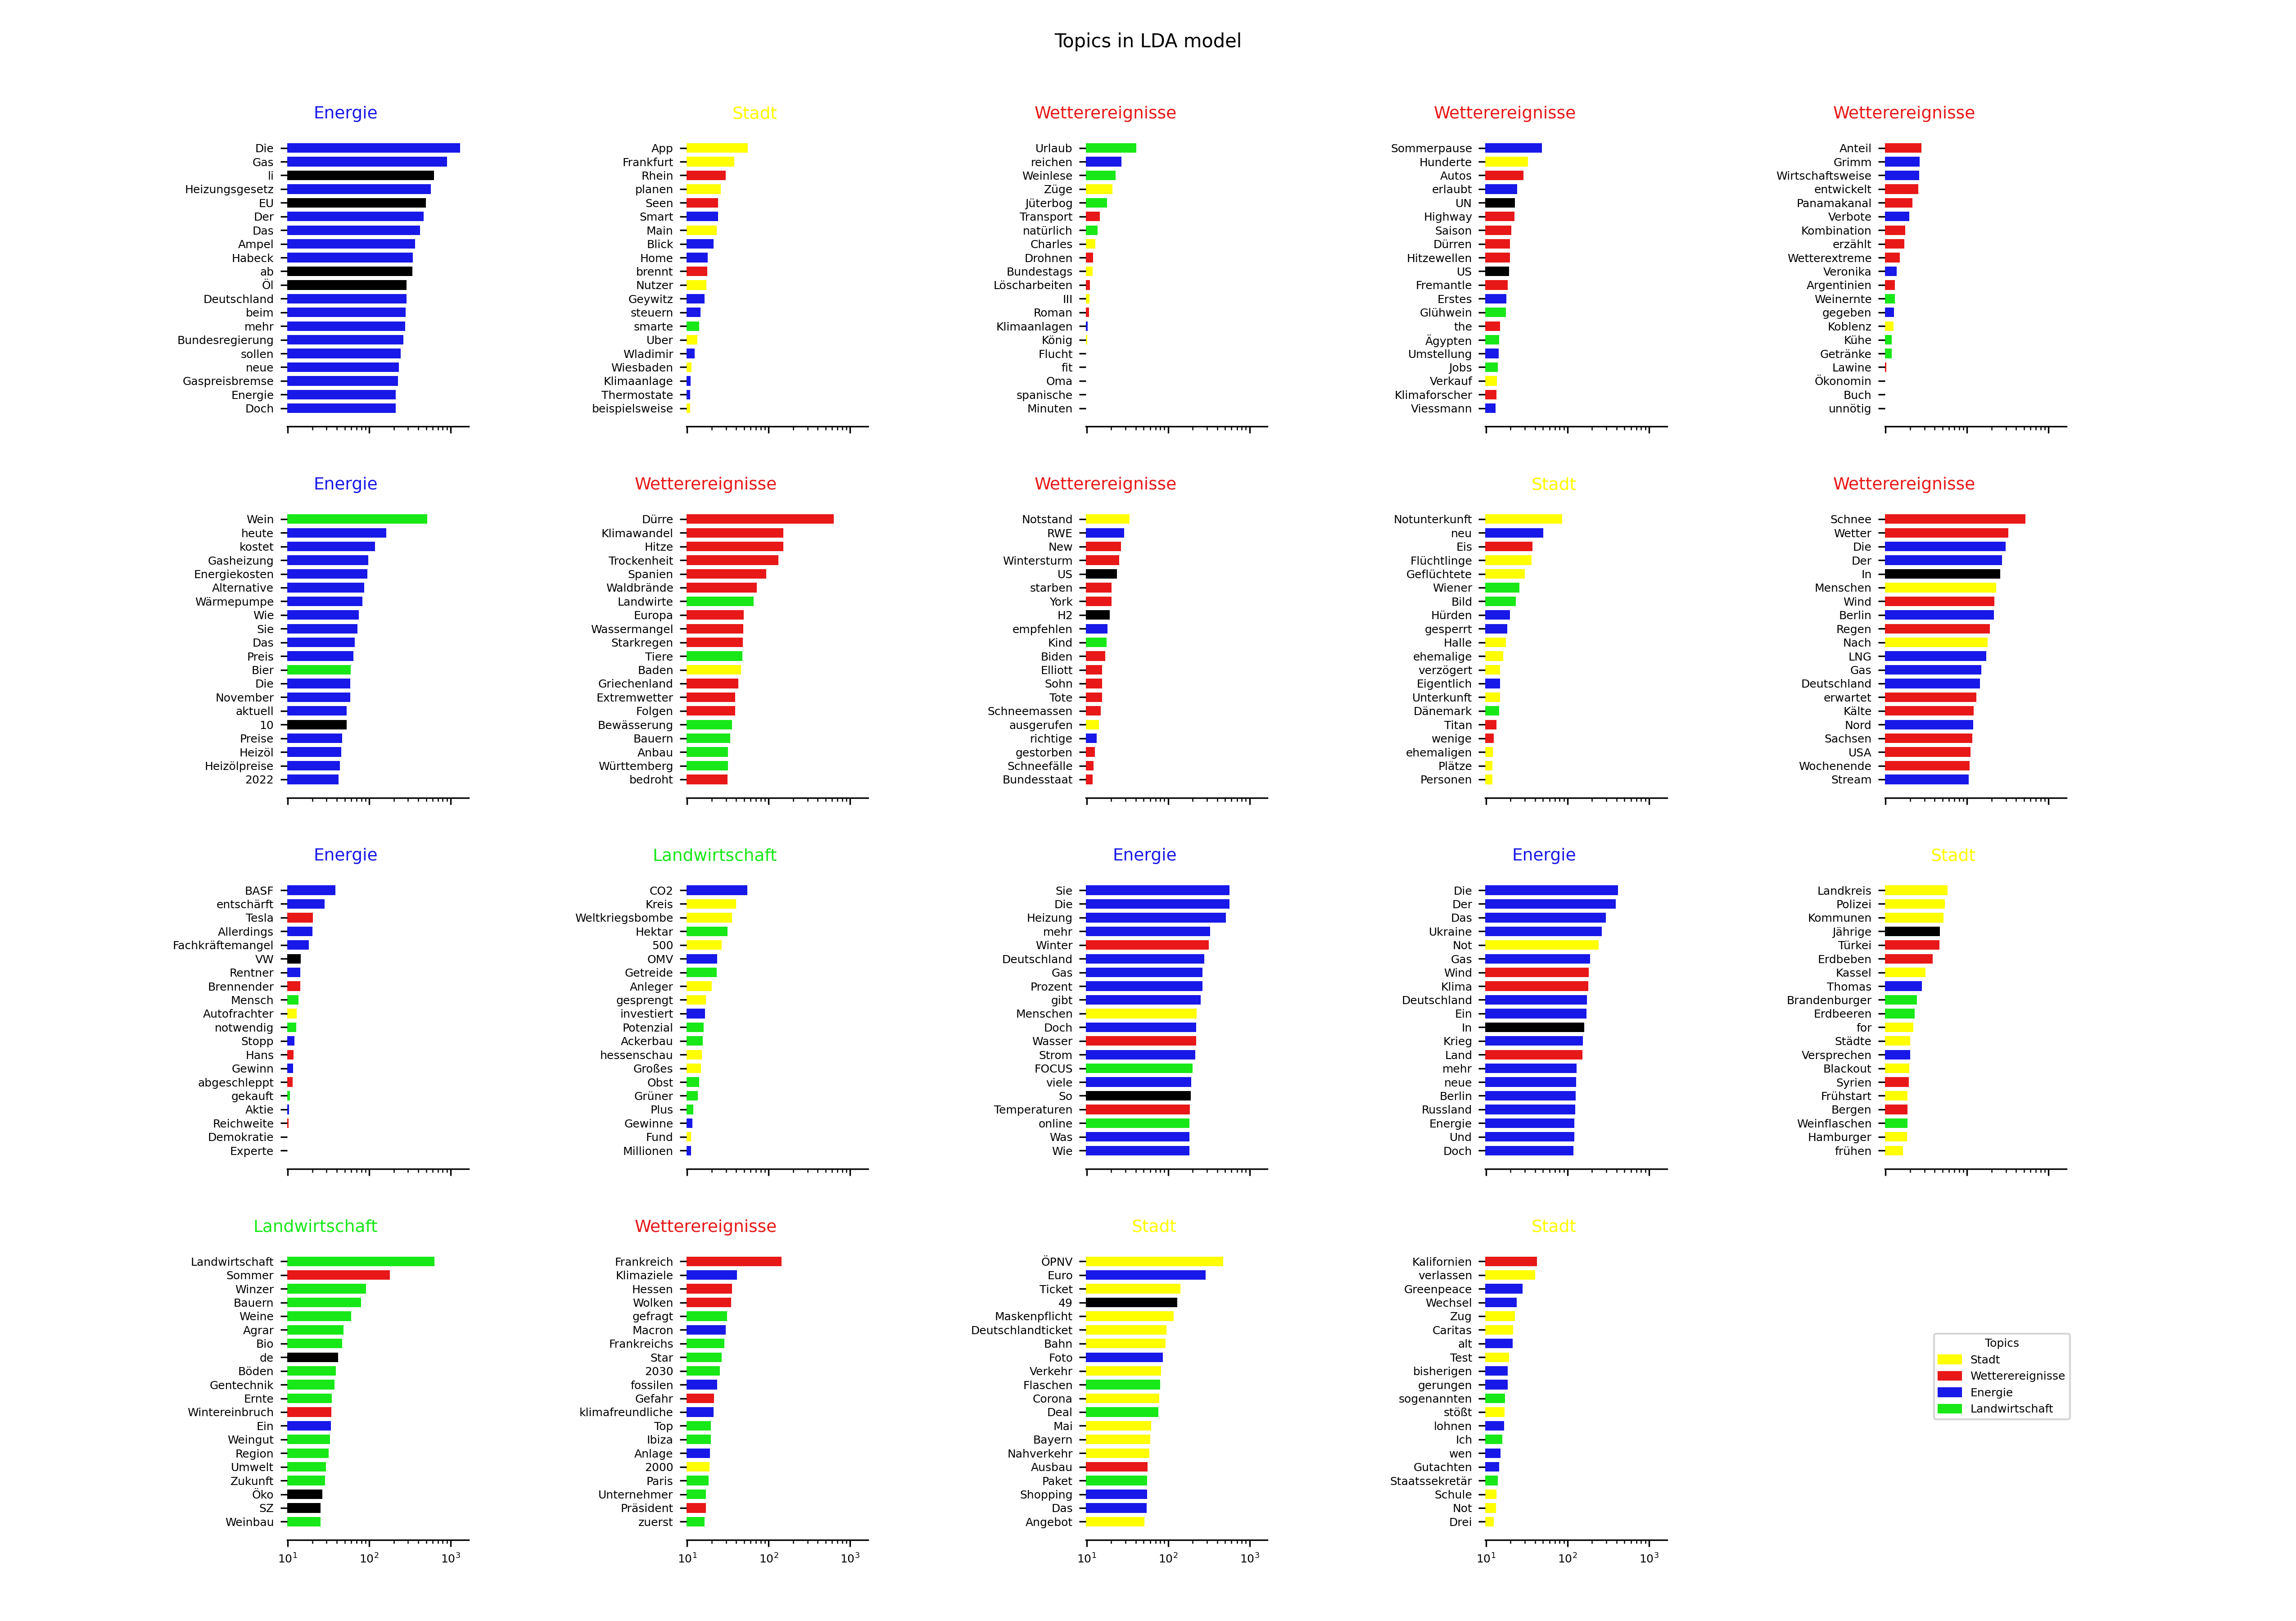 Topics in LDA model
Energie
Die
Gas
li
Heizungsgesetz
EU
Der
Das
Ampel
Habeck
ab
Öl
Deutschland
beim
mehr
Bundesregierung
sollen
neue
Gaspreisbremse
Energie
Doch
Stadt
App
Frankfurt
Rhein
planen
Seen
Smart
Main
Blick
Home
brennt
Nutzer
Geywitz
steuern
smarte
Uber
Wladimir
Wiesbaden
Klimaanlage
Thermostate
beispielsweise
Wetterereignisse
Urlaub
reichen
Weinlese
Züge
Jüterbog
Transport
natürlich
Charles
Drohnen
Bundestags
Löscharbeiten
III
Roman
Klimaanlagen
König
Flucht
fit
Oma
spanische
Minuten
Wetterereignisse
Sommerpause
Hunderte
Autos
erlaubt
UN
Highway
Saison
Dürren
Hitzewellen
US
Fremantle
Erstes
Glühwein
the
Ägypten
Umstellung
Jobs
Verkauf
Klimaforscher
Viessmann
Wetterereignisse
Anteil
Grimm
Wirtschaftsweise
entwickelt
Panamakanal
Verbote
Kombination
erzählt
Wetterextreme
Veronika
Argentinien
Weinernte
gegeben
Koblenz
Kühe
Getränke
Lawine
Ökonomin
Buch
unnötig
Energie
Wein
heute
kostet
Gasheizung
Energiekosten
Alternative
Wärmepumpe
Wie
Sie
Das
Preis
Bier
Die
November
aktuell
10
Preise
Heizöl
Heizölpreise
2022
Wetterereignisse
Dürre
Klimawandel
Hitze
Trockenheit
Spanien
Waldbrände
Landwirte
Europa
Wassermangel
Starkregen
Tiere
Baden
Griechenland
Extremwetter
Folgen
Bewässerung
Bauern
Anbau
Württemberg
bedroht
Wetterereignisse
Notstand
RWE
New
Wintersturm
US
starben
York
H2
empfehlen
Kind
Biden
Elliott
Sohn
Tote
Schneemassen
ausgerufen
richtige
gestorben
Schneefälle
Bundesstaat
Stadt
Notunterkunft
neu
Eis
Flüchtlinge
Geflüchtete
Wiener
Bild
Hürden
gesperrt
Halle
ehemalige
verzögert
Eigentlich
Unterkunft
Dänemark
Titan
wenige
ehemaligen
Plätze
Personen
Wetterereignisse
Schnee
Wetter
Die
Der
In
Menschen
Wind
Berlin
Regen
Nach
LNG
Gas
Deutschland
erwartet
Kälte
Nord
Sachsen
USA
Wochenende
Stream
Energie
BASF
entschärft
Tesla
Allerdings
Fachkräftemangel
VW
Rentner
Brennender
Mensch
Autofrachter
notwendig
Stopp
Hans
Gewinn
abgeschleppt
gekauft
Aktie
Reichweite
Demokratie
Experte
Landwirtschaft
CO2
Kreis
Weltkriegsbombe
Hektar
500
OMV
Getreide
Anleger
gesprengt
investiert
Potenzial
Ackerbau
hessenschau
Großes
Obst
Grüner
Plus
Gewinne
Fund
Millionen
Energie
Sie
Die
Heizung
mehr
Winter
Deutschland
Gas
Prozent
gibt
Menschen
Doch
Wasser
Strom
FOCUS
viele
So
Temperaturen
online
Was
Wie
Energie
Die
Der
Das
Ukraine
Not
Gas
Wind
Klima
Deutschland
Ein
In
Krieg
Land
mehr
neue
Berlin
Russland
Energie
Und
Doch
Stadt
Landkreis
Polizei
Kommunen
Jährige
Türkei
Erdbeben
Kassel
Thomas
Brandenburger
Erdbeeren
for
Städte
Versprechen
Blackout
Syrien
Frühstart
Bergen
Weinflaschen
Hamburger
frühen
Landwirtschaft
Landwirtschaft
Sommer
Winzer
Bauern
Weine
Agrar
Bio
de
Böden
Gentechnik
Ernte
Wintereinbruch
Ein
Weingut
Region
Umwelt
Zukunft
Öko
SZ
Weinbau
10¹ 10² 10³
Wetterereignisse
Frankreich
Klimaziele
Hessen
Wolken
gefragt
Macron
Frankreichs
Star
2030
fossilen
Gefahr
klimafreundliche
Top
Ibiza
Anlage
2000
Paris
Unternehmer
Präsident
zuerst
10¹ 10² 10³
Stadt
ÖPNV
Euro
Ticket
49
Maskenpflicht
Deutschlandticket
Bahn
Foto
Verkehr
Flaschen
Corona
Deal
Mai
Bayern
Nahverkehr
Ausbau
Paket
Shopping
Das
Angebot
10¹ 10² 10³
Stadt
Kalifornien
verlassen
Greenpeace
Wechsel
Zug
Caritas
alt
Test
bisherigen
gerungen
sogenannten
stößt
lohnen
Ich
wen
Gutachten
Staatssekretär
Schule
Not
Drei
10¹ 10² 10³
Topics
Stadt
Wetterereignisse
Energie
Landwirtschaft